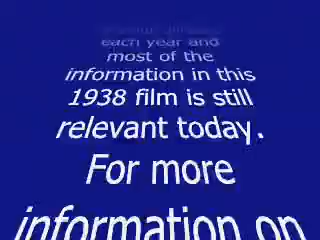 each year and
most of the
information in this
1938 film is still
relevant today.
For more
information on